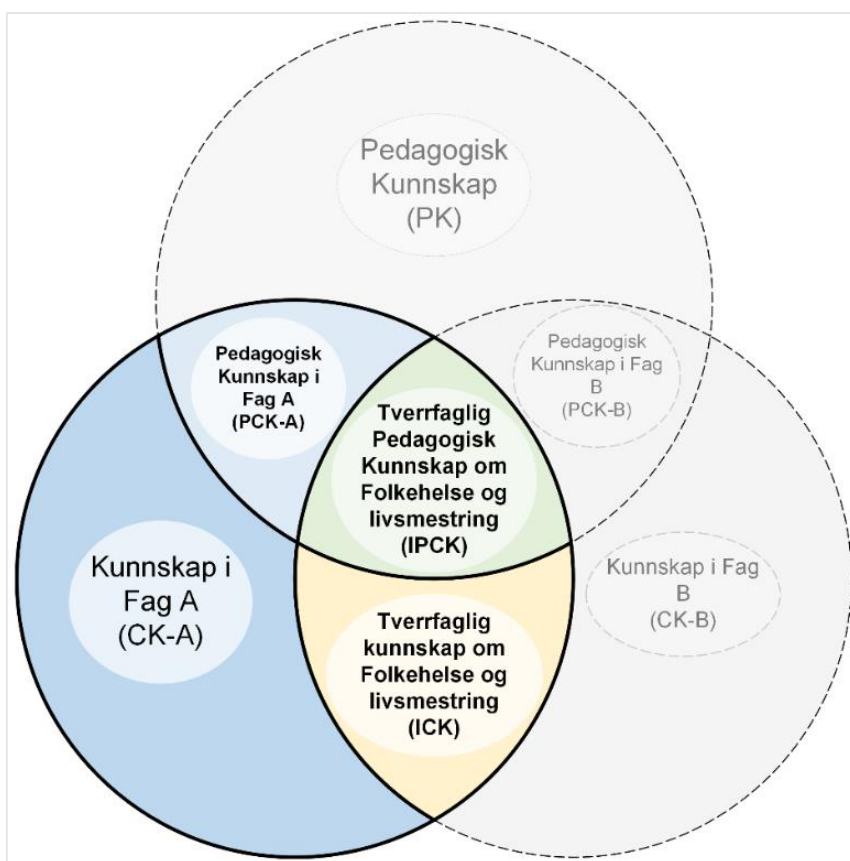 Pedagogisk
Kunnskap
(PK)
Pedagogisk
Kunnskap i
Fag A
(PCK-A)
Pedagogisk
Kunnskap i Fag
B
(PCK-B)
Tverrfaglig
Pedagogisk
Kunnskap om
Folkehelse og
livsmestring
(IPCK)
Kunnskap i
Fag A
(CK-A)
Kunnskap i Fag
B
(CK-B)
Tverrfaglig
kunnskap om
Folkehelse og
livsmestring
(ICK)